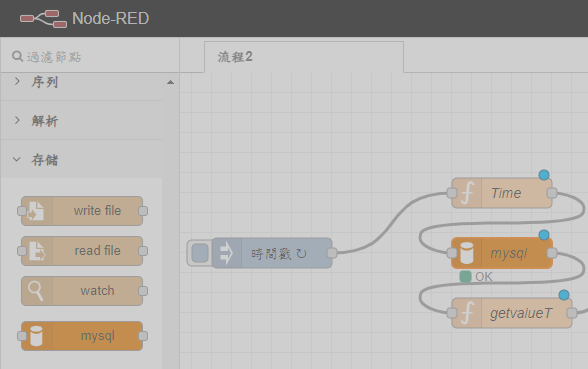 Node-RED
過濾節點
流程2
序列
解析
存储
write file
read file
watch
mysql
時間戳 ↻
Time
mysql
OK
getvalueT